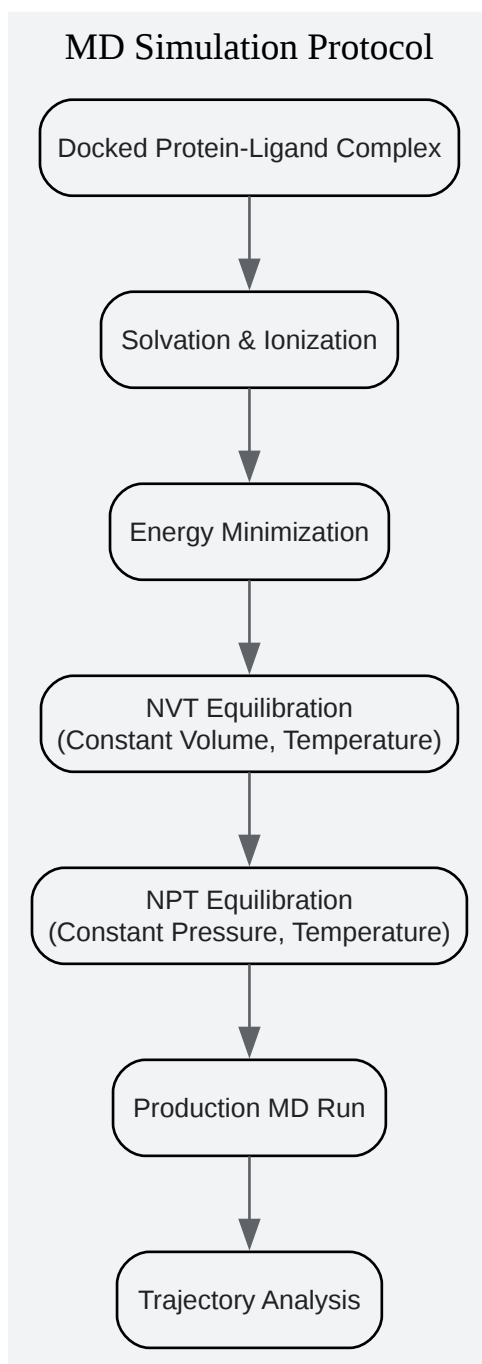 MD Simulation Protocol
Docked Protein-Ligand Complex
Solvation & Ionization
Energy Minimization
NVT Equilibration
(Constant Volume, Temperature)
NPT Equilibration
(Constant Pressure, Temperature)
Production MD Run
Trajectory Analysis